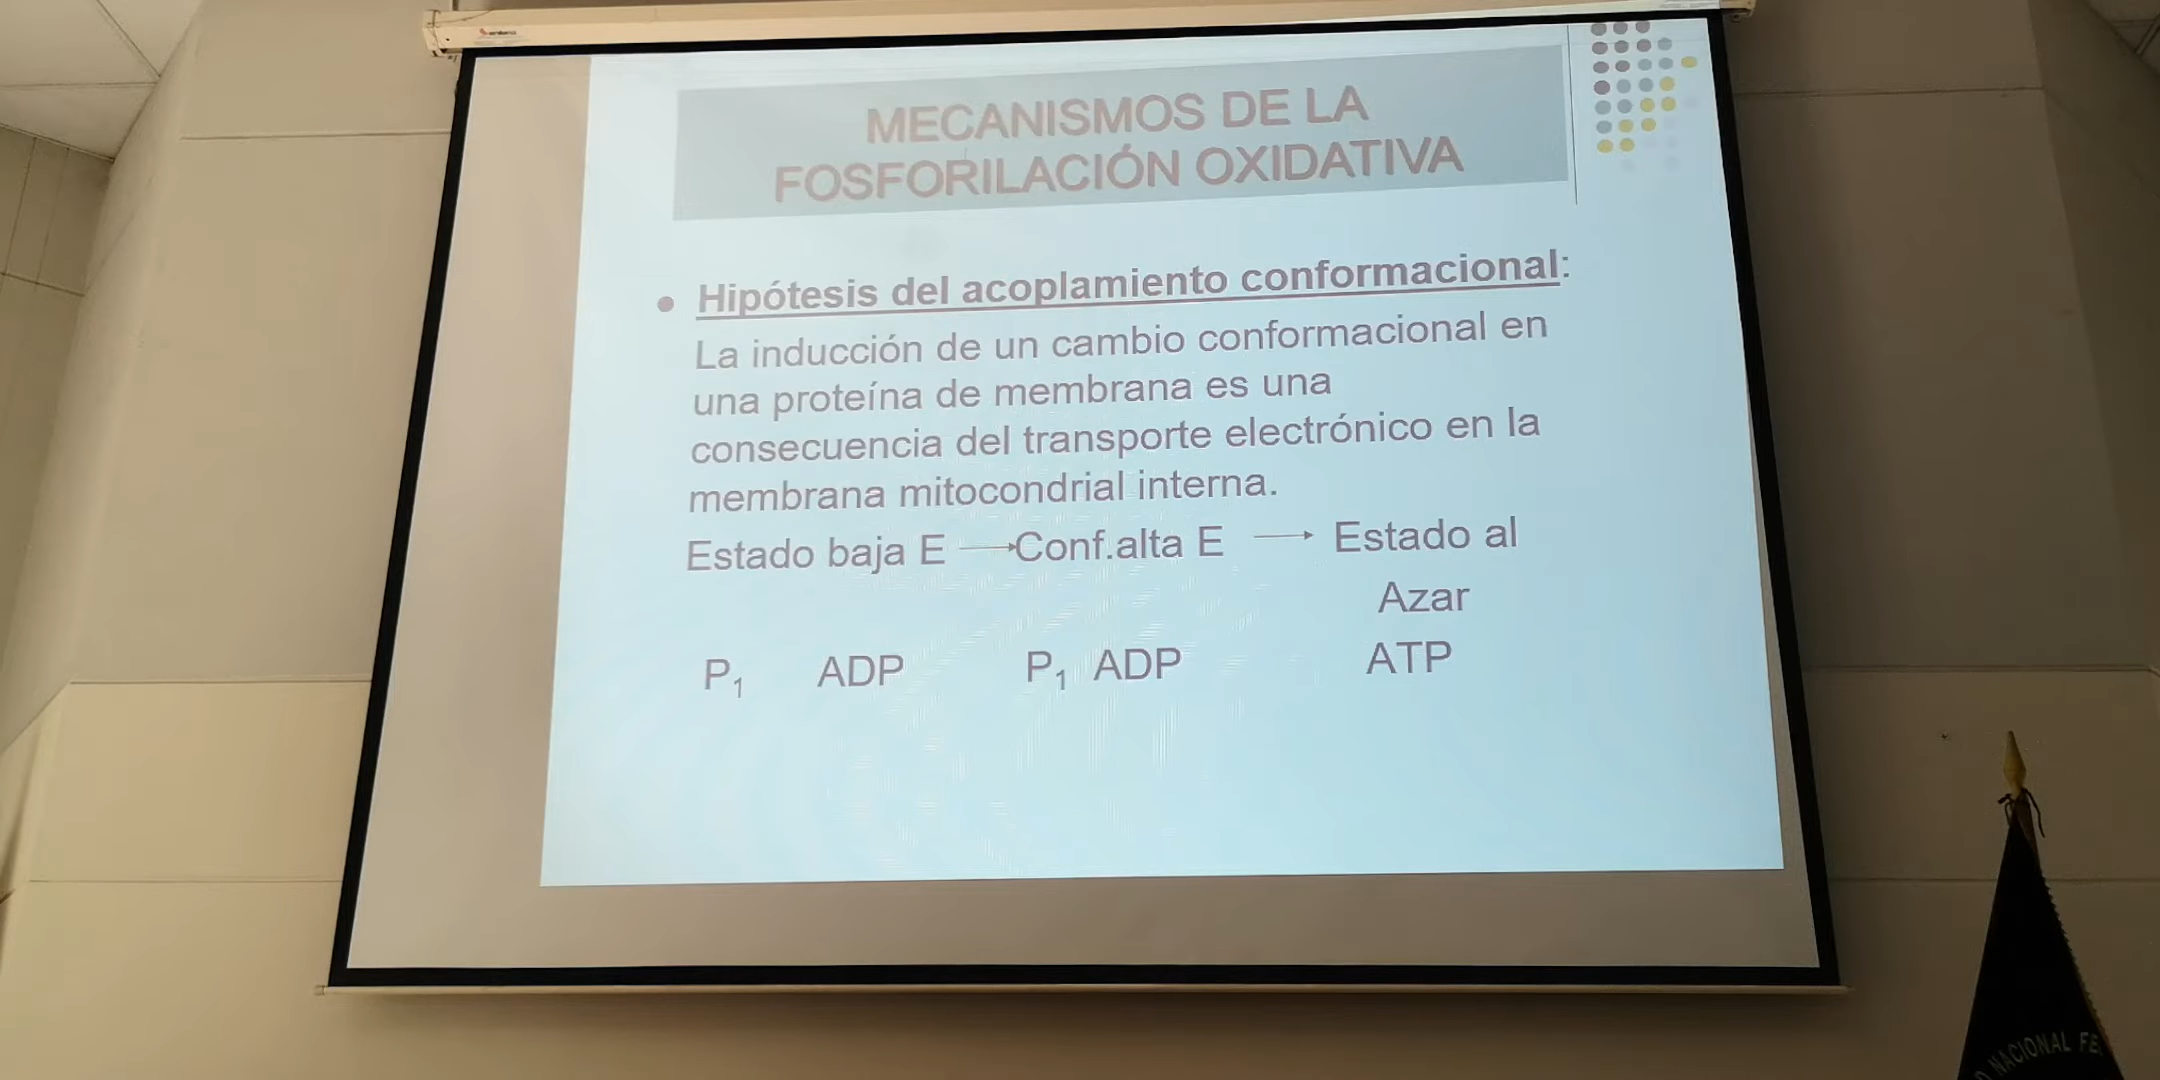 MECANISMOS DE LA
FOSFORILACIÓN OXIDATIVA
Hipótesis del acoplamiento conformacional:
La inducción de un cambio conformacional en
una proteína de membrana es una
consecuencia del transporte electrónico en la
membrana mitocondrial interna.
Estado baja E → Conf.alta E → Estado al
Azar
P₁ ADP P₁ ADP ATP
NACIONAL FE